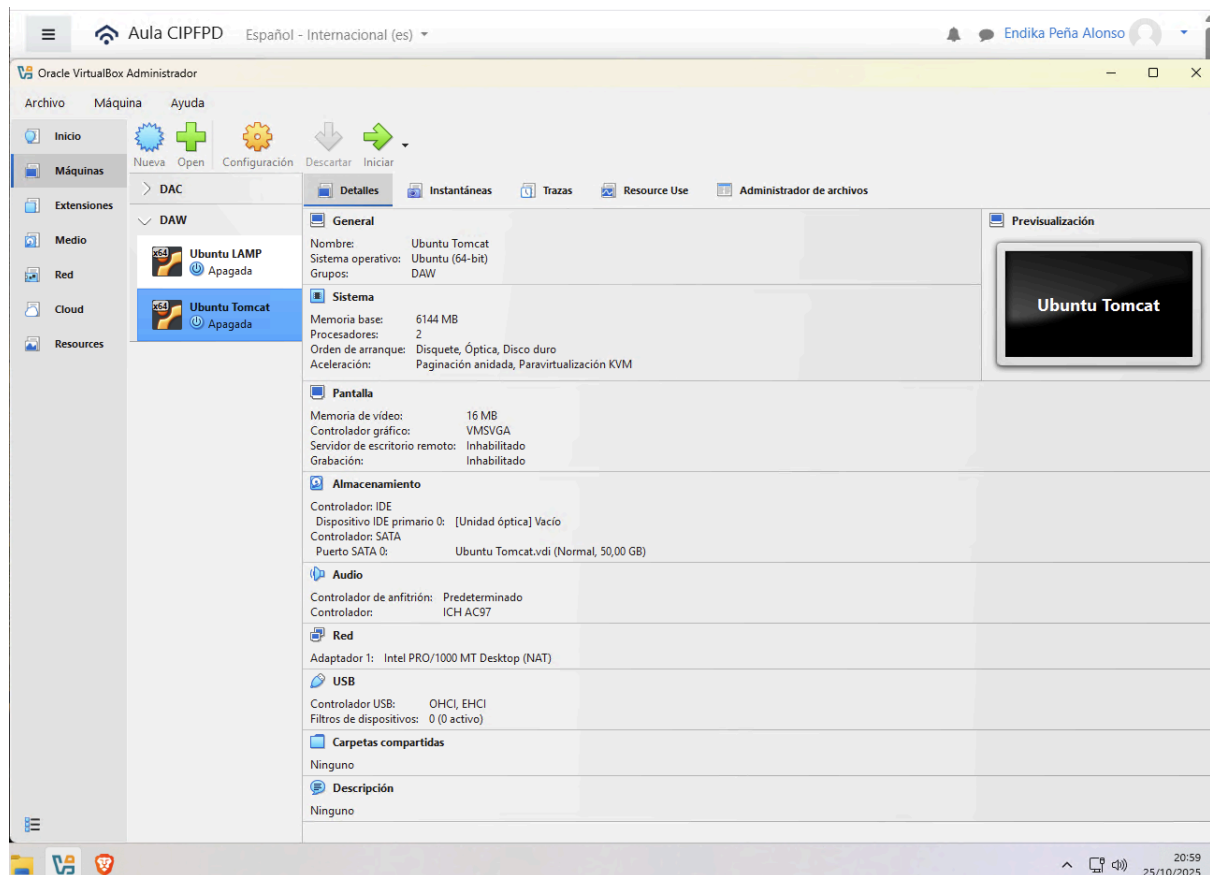 Aula CIPFPD Español - Internacional (es) Endika Peña Alonso
Oracle VirtualBox Administrador
Archivo Máquina Ayuda
Inicio
Máquinas
Extensiones
Medio
Red
Cloud
Resources
Nueva Open Configuración Descartar Iniciar
DAC
DAW
x64 Ubuntu LAMP
Apagada
x64 Ubuntu Tomcat
Apagada
Detalles Instantáneas Trazas Resource Use Administrador de archivos
General
Nombre: Ubuntu Tomcat
Sistema operativo: Ubuntu (64-bit)
Grupos: DAW
Sistema
Memoria base: 6144 MB
Procesadores: 2
Orden de arranque: Disquete, Óptica, Disco duro
Aceleración: Paginación anidada, Paravirtualización KVM
Previsualización
Ubuntu Tomcat
Pantalla
Memoria de vídeo: 16 MB
Controlador gráfico: VMSVGA
Servidor de escritorio remoto: Inhabilitado
Grabación: Inhabilitado
Almacenamiento
Controlador: IDE
Dispositivo IDE primario 0: [Unidad óptica] Vacío
Controlador: SATA
Puerto SATA 0: Ubuntu Tomcat.vdi (Normal, 50,00 GB)
Audio
Controlador de anfitrión: Predeterminado
Controlador: ICH AC97
Red
Adaptador 1: Intel PRO/1000 MT Desktop (NAT)
USB
Controlador USB: OHCI, EHCI
Filtros de dispositivos: 0 (0 activo)
Carpetas compartidas
Ninguno
Descripción
Ninguno
20:59
25/10/2025